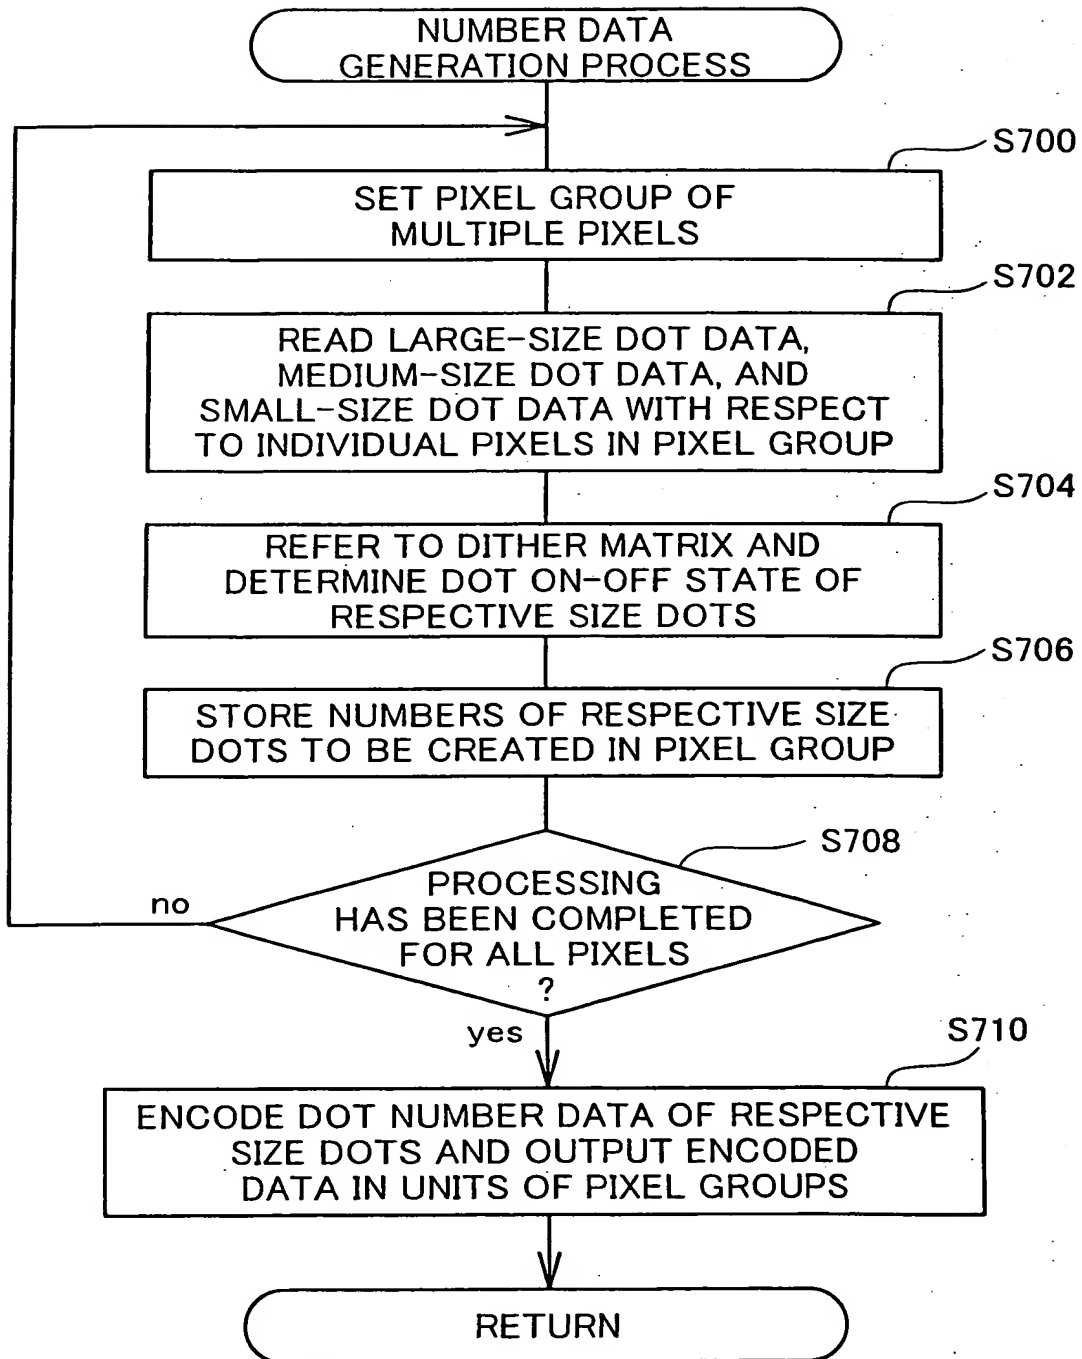 NUMBER DATA
GENERATION PROCESS
S700
SET PIXEL GROUP OF
MULTIPLE PIXELS
S702
READ LARGE-SIZE DOT DATA,
MEDIUM-SIZE DOT DATA, AND
SMALL-SIZE DOT DATA WITH RESPECT
TO INDIVIDUAL PIXELS IN PIXEL GROUP
S704
REFER TO DITHER MATRIX AND
DETERMINE DOT ON-OFF STATE OF
RESPECTIVE SIZE DOTS
S706
STORE NUMBERS OF RESPECTIVE SIZE
DOTS TO BE CREATED IN PIXEL GROUP
S708
PROCESSING
HAS BEEN COMPLETED
FOR ALL PIXELS
?
no
yes
S710
ENCODE DOT NUMBER DATA OF RESPECTIVE
SIZE DOTS AND OUTPUT ENCODED
DATA IN UNITS OF PIXEL GROUPS
RETURN